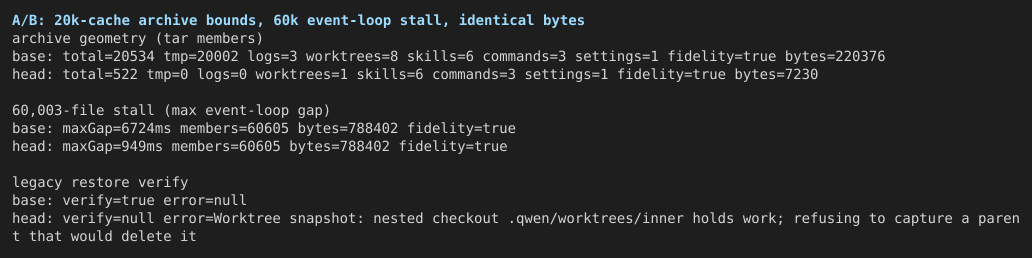 A/B: 20k-cache archive bounds, 60k event-loop stall, identical bytes
archive geometry (tar members)
base: total=20534 tmp=20002 logs=3 worktrees=8 skills=6 commands=3 settings=1 fidelity=true bytes=220376
head: total=522 tmp=0 logs=0 worktrees=1 skills=6 commands=3 settings=1 fidelity=true bytes=7230
60,003-file stall (max event-loop gap)
base: maxGap=6724ms members=60605 bytes=788402 fidelity=true
head: maxGap=949ms members=60605 bytes=788402 fidelity=true
legacy restore verify
base: verify=true error=null
head: verify=null error=Worktree snapshot: nested checkout .qwen/worktrees/inner holds work; refusing to capture a paren
t that would delete it